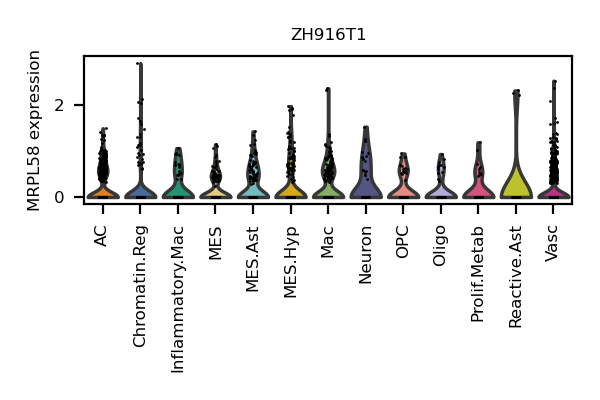 ZH916T1
MRPL58 expression
2
0
AC
Chromatin.Reg
Inflammatory.Mac
MES
MES.Ast
MES.Hyp
Mac
Neuron
OPC
Oligo
Prolif.Metab
Reactive.Ast
Vasc